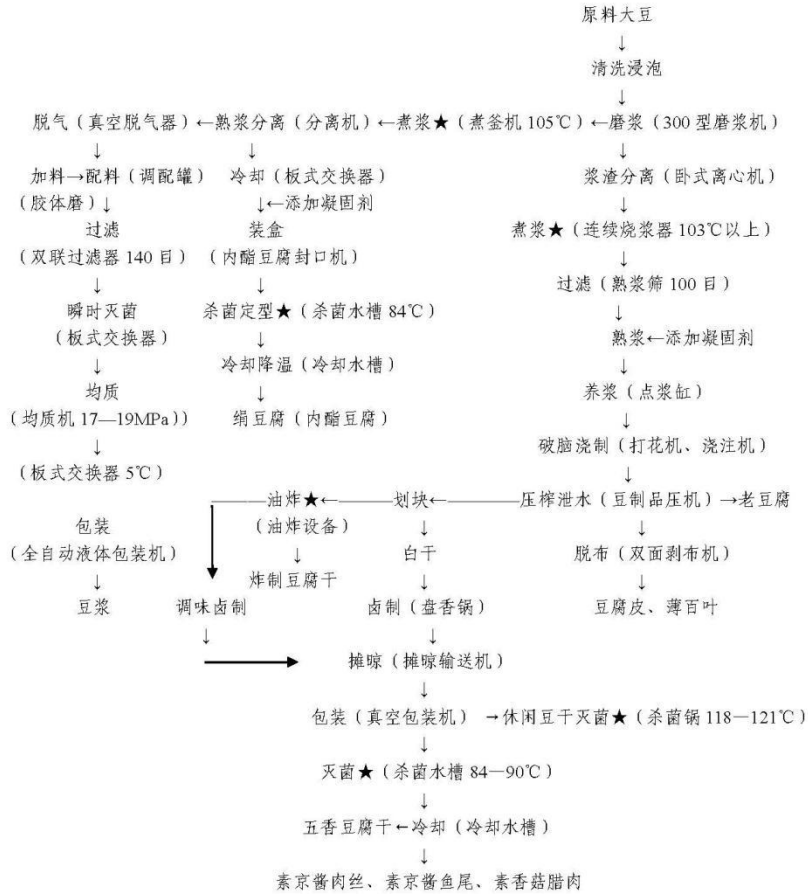 原料大豆
↓
清洗浸泡
↓
脱气（真空脱气器）←熟浆分离（分离机）←煮浆★（煮釜机 105℃）←磨浆（300 型磨浆机）
↓ ↓ ↓
加料→配料（调配罐） 冷却（板式交换器） 浆渣分离（卧式离心机）
（胶体磨）↓ ↓←添加凝固剂 ↓
过滤 装盒 煮浆★（连续烧浆器 103℃以上）
（双联过滤器 140 目） （内酯豆腐封口机） ↓
↓ ↓ 过滤（熟浆筛 100 目）
瞬时灭菌 杀菌定型★（杀菌水槽 84℃） ↓
（板式交换器） ↓ 熟浆←添加凝固剂
↓ 冷却降温（冷却水槽） ↓
均质 ↓ 养浆（点浆缸）
（均质机 17—19MPa）） 绢豆腐（内酯豆腐） ↓
↓ 破脑浇制（打花机、浇注机）
（板式交换器 5℃） ↓
———油炸★←——划块←————压榨泄水（豆制品压机）→老豆腐
包装 （油炸设备） ↓ ↓
（全自动液体包装机） ↓ 白干 脱布（双面剥布机）
↓ 炸制豆腐干 ↓ ↓
豆浆 调味卤制 卤制（盘香锅） 豆腐皮、薄百叶
↓ ↓
摊晾（摊晾输送机）
↓
包装（真空包装机） →休闲豆干灭菌★（杀菌锅 118—121℃）
↓
灭菌★（杀菌水槽 84—90℃）
↓
五香豆腐干←冷却（冷却水槽）
↓
素京酱肉丝、素京酱鱼尾、素香菇腊肉